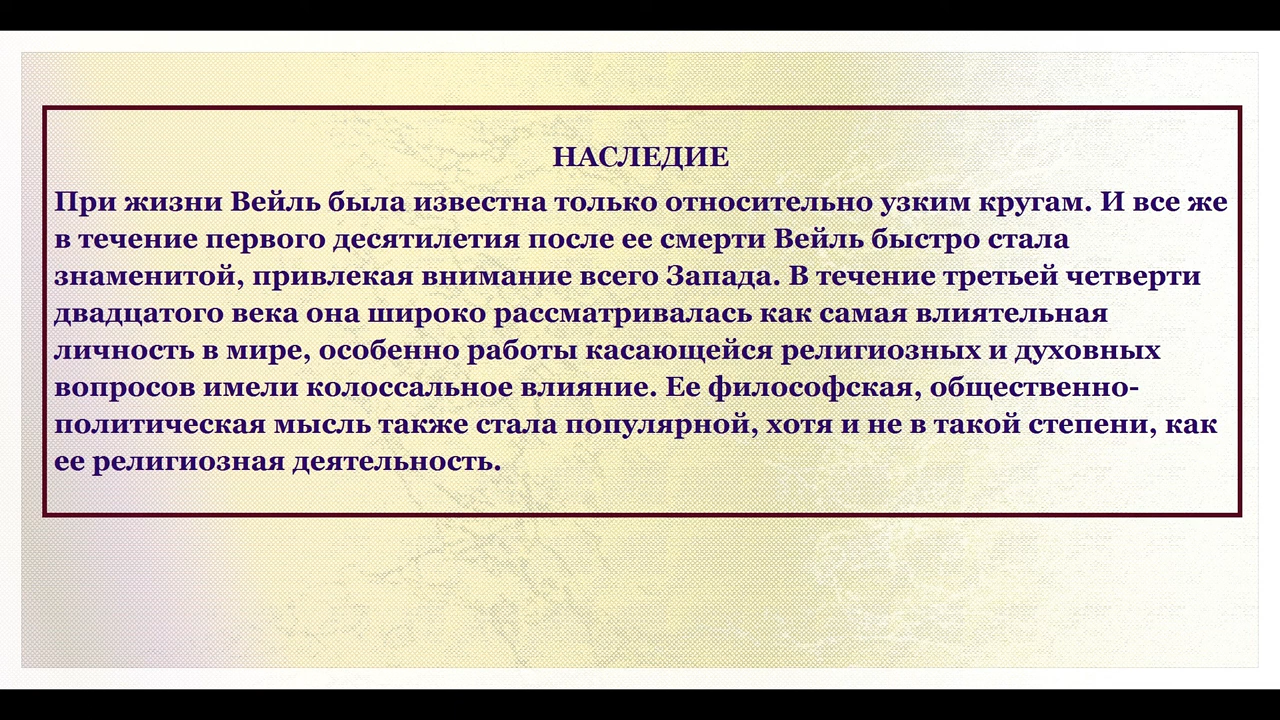 НАСЛЕДИЕ
При жизни Вейль была известна только относительно узким кругам. И все же
в течение первого десятилетия после ее смерти Вейль быстро стала
знаменитой, привлекая внимание всего Запада. В течение третьей четверти
двадцатого века она широко рассматривалась как самая влиятельная
личность в мире, особенно работы касающейся религиозных и духовных
вопросов имели колоссальное влияние. Ее философская, общественно-
политическая мысль также стала популярной, хотя и не в такой степени, как
ее религиозная деятельность.